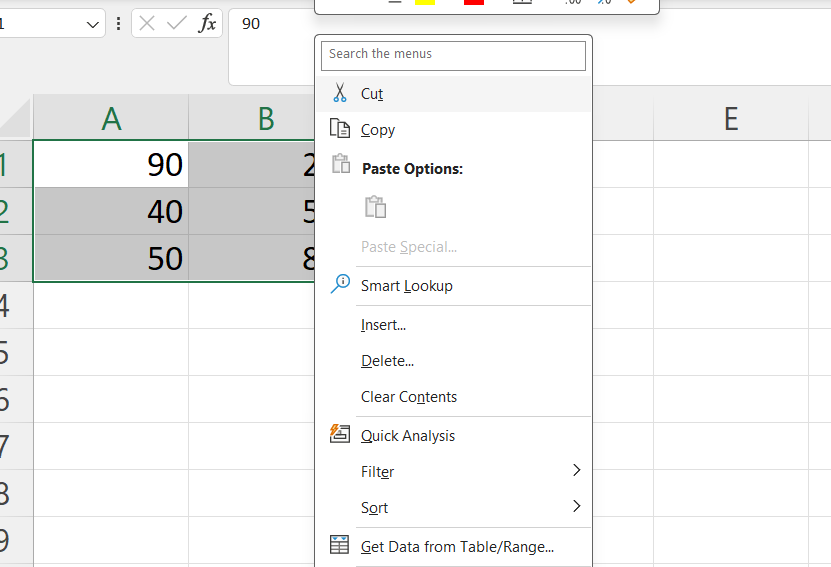 1 fx 90
Search the menus
Cut
A B E
Copy
1 90 2
Paste Options:
2 40 5
Paste Special...
3 50 8
Smart Lookup
4
Insert...
5
Delete...
6
Clear Contents
7
Quick Analysis
Filter
8
Sort
9
Get Data from Table/Range...